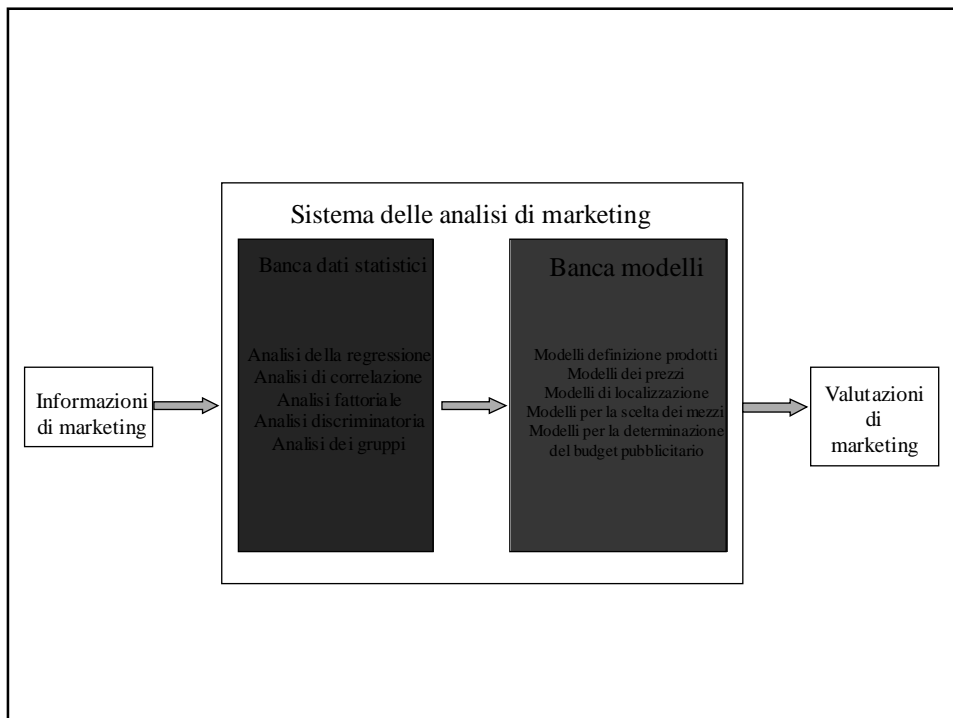 Sistema delle analisi di marketing
Banca dati statistici
Analisi della regressione
Analisi di correlazione
Analisi fattoriale
Analisi discriminatoria
Analisi dei gruppi
Banca modelli
Modelli definizione prodotti
Modelli dei prezzi
Modelli di localizzazione
Modelli per la scelta dei mezzi
Modelli per la determinazione
del budget pubblicitario
Informazioni
di marketing
Valutazioni
di
marketing